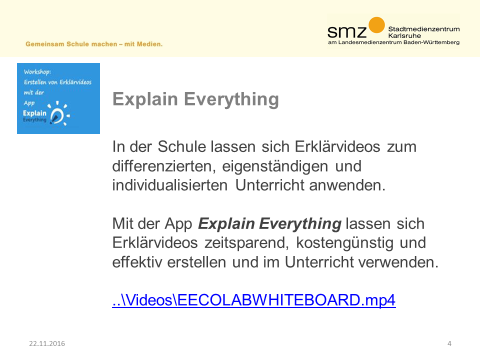 smz Stadtmedienzentrum
Karlsruhe
am Landesmedienzentrum Baden-Württemberg
Gemeinsam Schule machen – mit Medien.
Workshop:
Erstellen von Erklärvideos
mit der
App
Explain
Everything
Explain Everything
In der Schule lassen sich Erklärvideos zum
differenzierten, eigenständigen und
individualisierten Unterricht anwenden.
Mit der App Explain Everything lassen sich
Erklärvideos zeitsparend, kostengünstig und
effektiv erstellen und im Unterricht verwenden.
..\Videos\EECOLABWHITEBOARD.mp4
22.11.2016
4